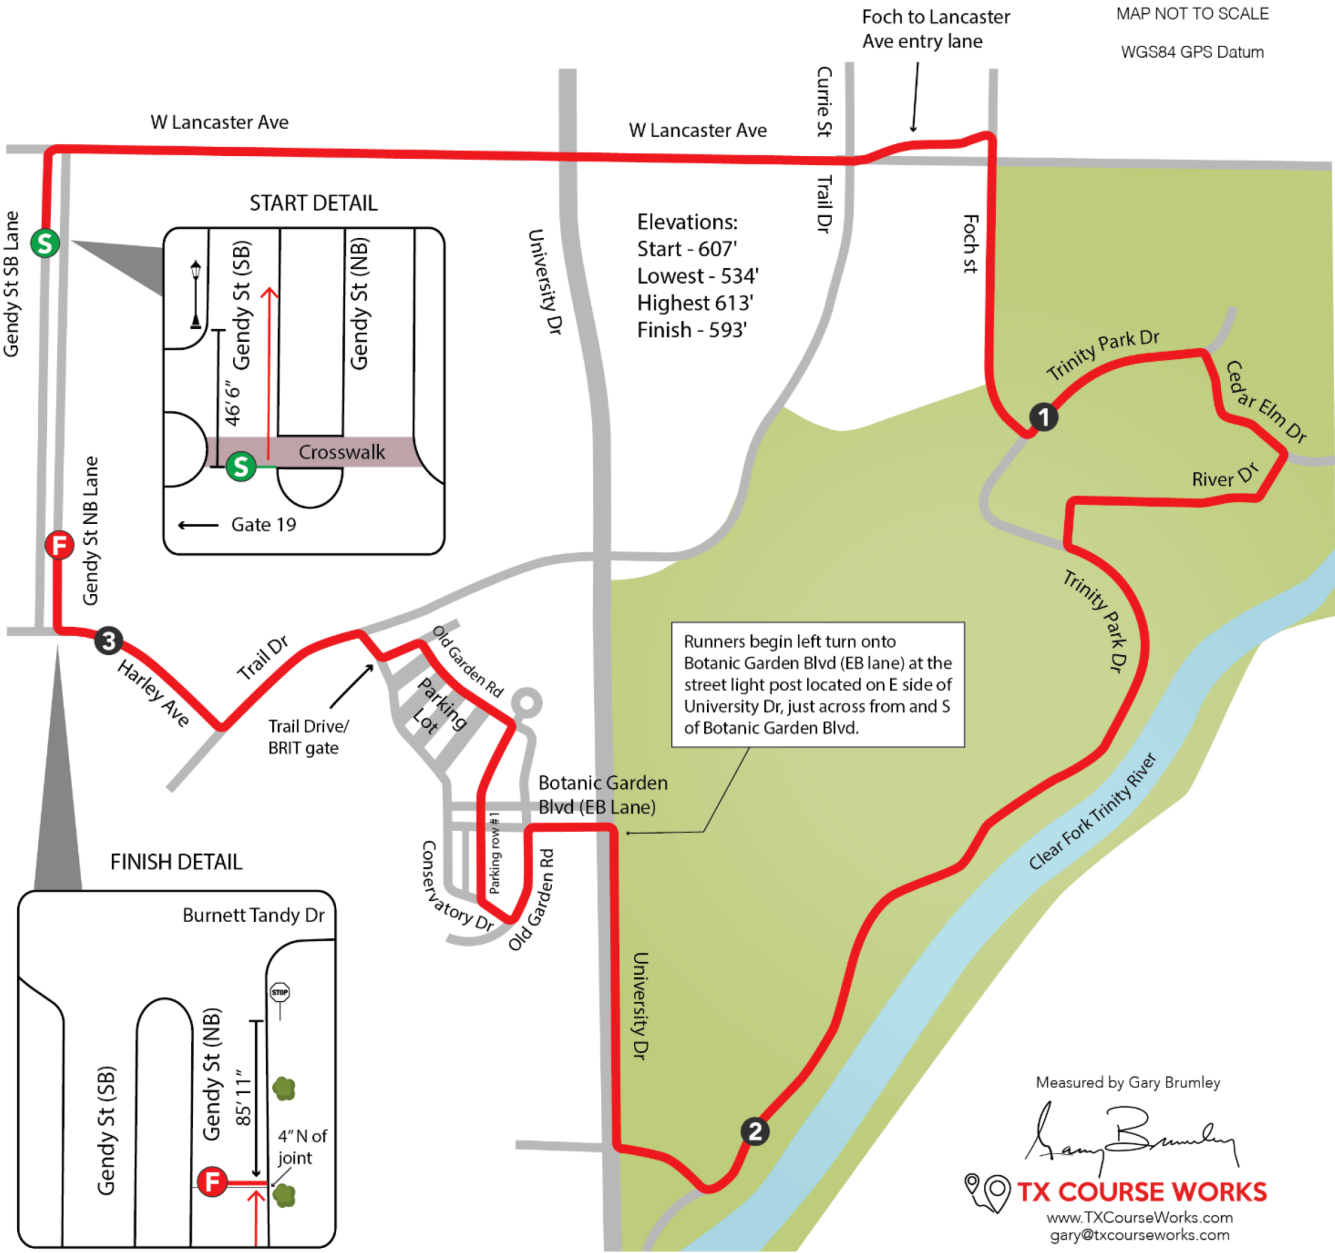 Foch to Lancaster
Ave entry lane
MAP NOT TO SCALE
WGS84 GPS Datum
W Lancaster Ave
W Lancaster Ave
Currie St
Trail Dr
Foch st
Gendy St SB Lane
S
START DETAIL
Gendy St (SB)
Gendy St (NB)
46' 6"
Crosswalk
S
Gate 19
University Dr
Elevations:
Start - 607'
Lowest - 534'
Highest 613'
Finish - 593'
Trinity Park Dr
1
Cedar Elm Dr
River Dr
Trinity Park Dr
Gendy St NB Lane
F
3
Harley Ave
Trail Dr
Trail Drive/
BRIT gate
Old Garden Rd
Parking
Lot
Runners begin left turn onto
Botanic Garden Blvd (EB lane) at the
street light post located on E side of
University Dr, just across from and S
of Botanic Garden Blvd.
Botanic Garden
Blvd (EB Lane)
Parking row #1
Conservatory Dr
Old Garden Rd
Clear Fork Trinity River
University Dr
2
FINISH DETAIL
Burnett Tandy Dr
STOP
Gendy St (SB)
Gendy St (NB)
85' 11"
4" N of
joint
F
Measured by Gary Brumley
Gary Brumley
TX COURSE WORKS
www.TXCourseWorks.com
gary@txcourseworks.com